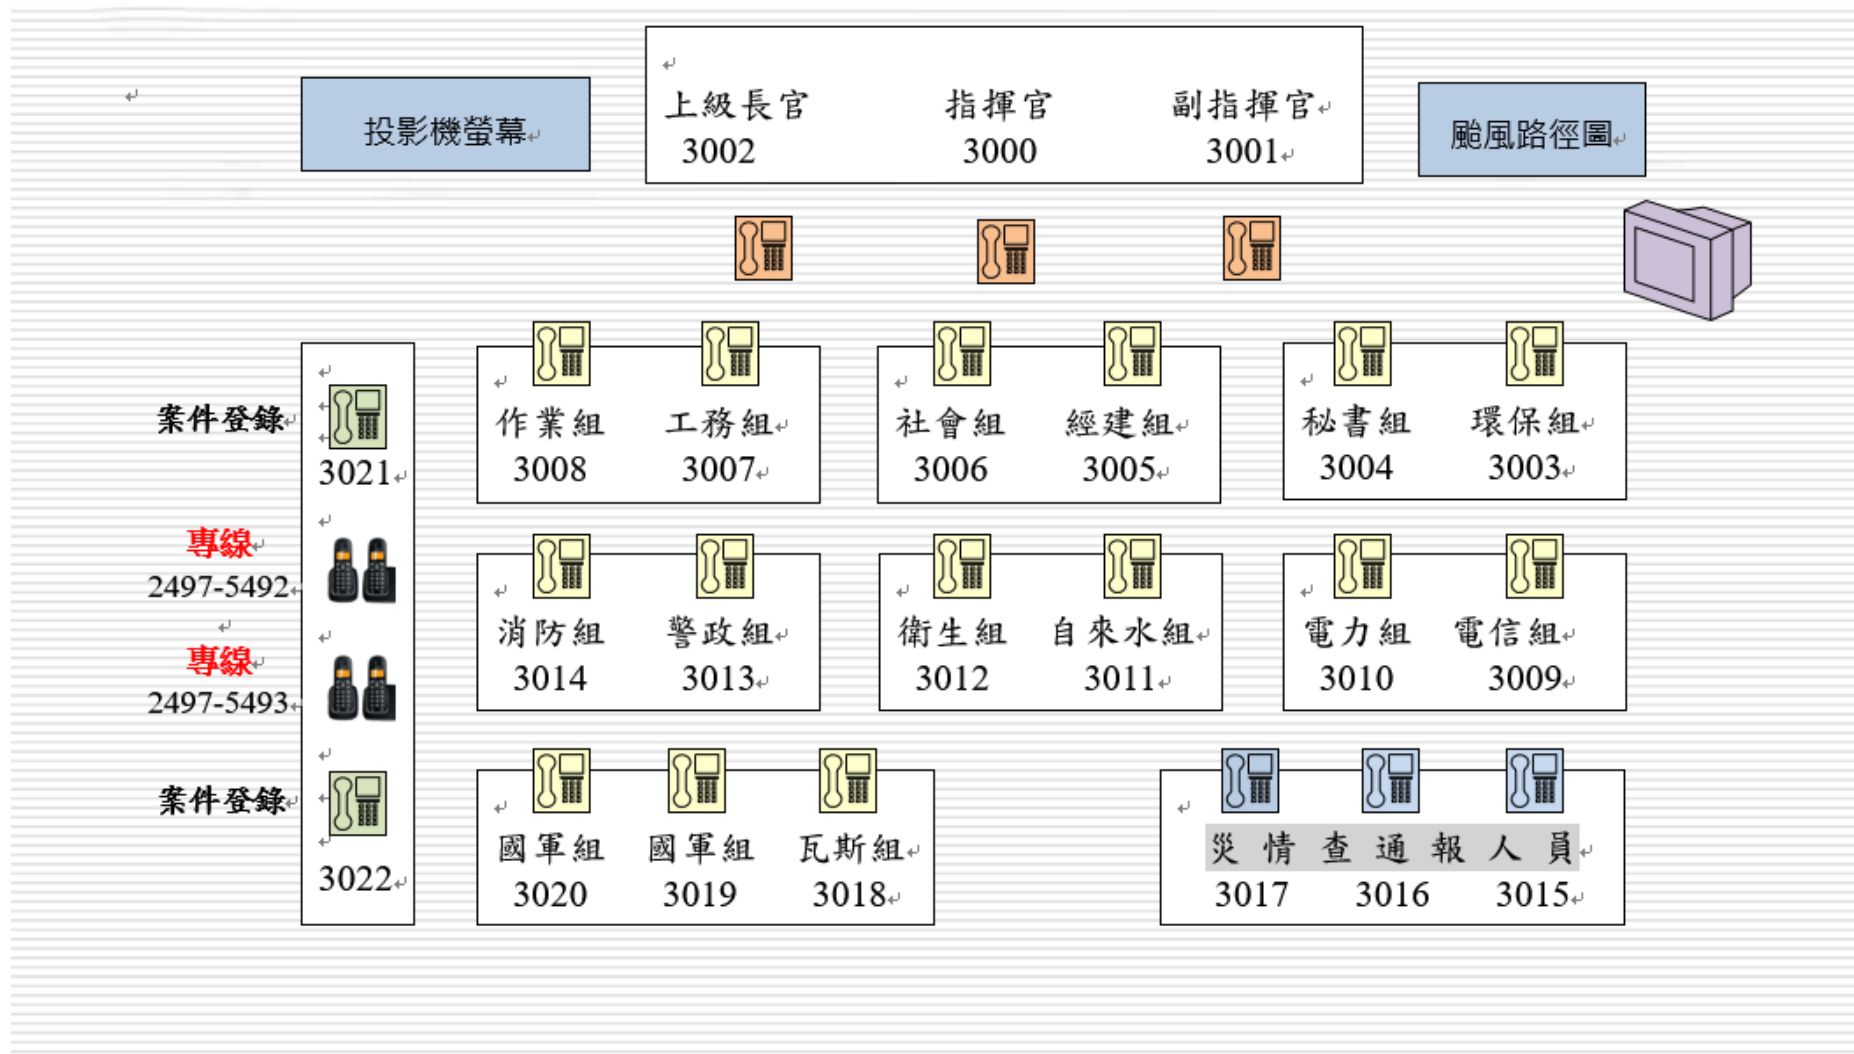 投影機螢幕
上級長官 指揮官 副指揮官
3002 3000 3001
颱風路徑圖
案件登錄
3021
專線
2497-5492
專線
2497-5493
案件登錄
3022
作業組 工務組
3008 3007
社會組 經建組
3006 3005
秘書組 環保組
3004 3003
消防組 警政組
3014 3013
衛生組 自來水組
3012 3011
電力組 電信組
3010 3009
國軍組 國軍組 瓦斯組
3020 3019 3018
災情查通報人員
3017 3016 3015